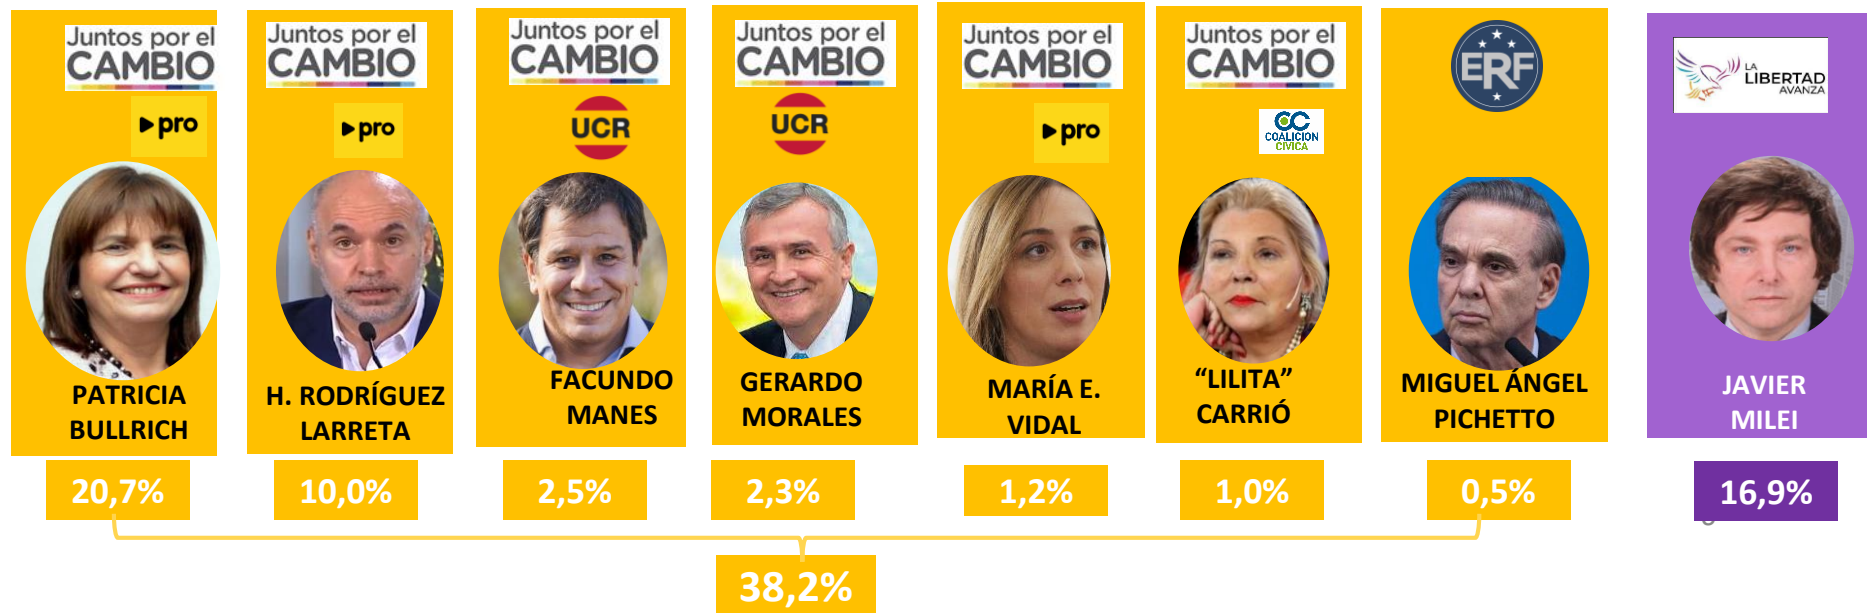 Juntos por el
CAMBIO
pro
PATRICIA
BULLRICH
20,7%
Juntos por el
CAMBIO
pro
H. RODRÍGUEZ
LARRETA
10,0%
Juntos por el
CAMBIO
UCR
FACUNDO
MANES
2,5%
Juntos por el
CAMBIO
UCR
GERARDO
MORALES
2,3%
Juntos por el
CAMBIO
pro
MARÍA E.
VIDAL
1,2%
Juntos por el
CAMBIO
CC
COALICION
CIVICA
“LILITA”
CARRIÓ
1,0%
ERF
MIGUEL ÁNGEL
PICHETTO
0,5%
LA
LIBERTAD
AVANZA
JAVIER
MILEI
16,9%
38,2%